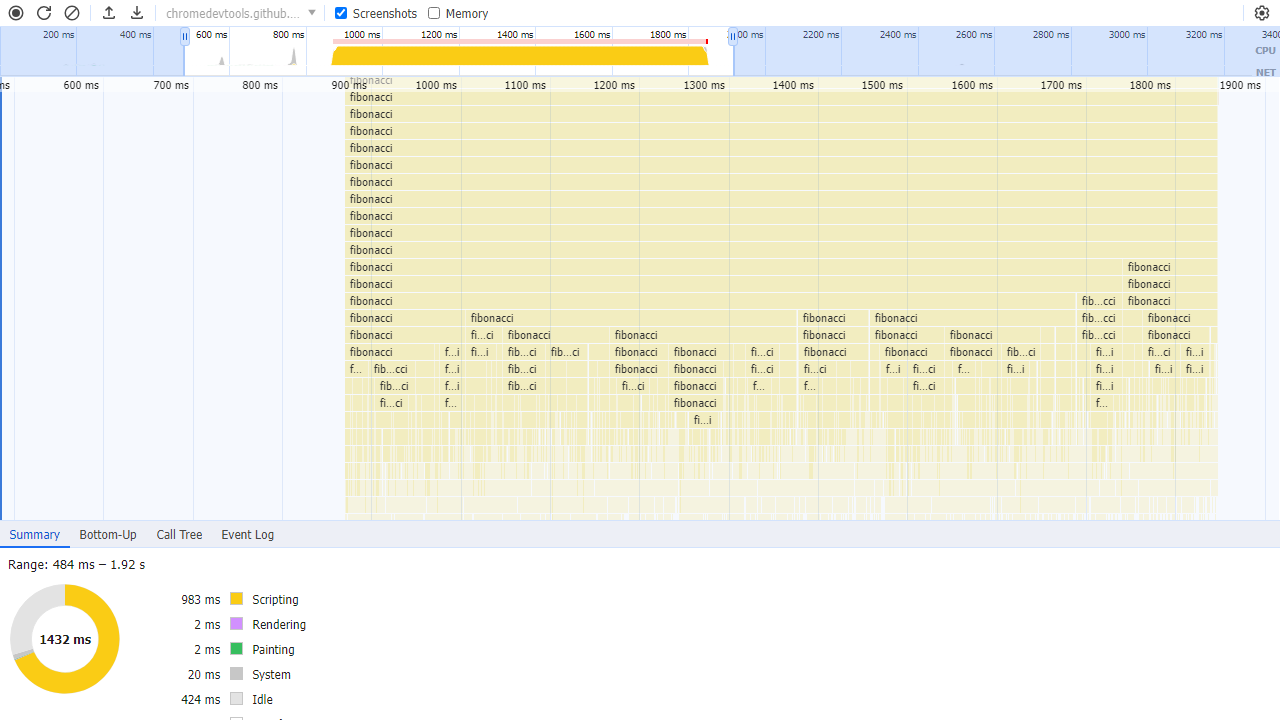 chromedevtools.github.... Screenshots Memory
200 ms 400 ms 600 ms 800 ms 1000 ms 1200 ms 1400 ms 1600 ms 1800 ms 2000 ms 2200 ms 2400 ms 2600 ms 2800 ms 3000 ms 3200 ms 3400
CPU
NET
fibonacci
ms 600 ms 700 ms 800 ms 900 ms 1000 ms 1100 ms 1200 ms 1300 ms 1400 ms 1500 ms 1600 ms 1700 ms 1800 ms 1900 ms
fibonacci
fibonacci
fibonacci
fibonacci
fibonacci
fibonacci
fibonacci
fibonacci
fibonacci
fibonacci
fibonacci fibonacci
fibonacci fibonacci
fibonacci fib...cci fibonacci
fibonacci fibonacci fibonacci fibonacci fib...cci fibonacci
fibonacci fi...ci fibonacci fibonacci fibonacci fibonacci fibonacci fib...cci fibonacci
fibonacci f...i fi...i fib...ci fib...ci fibonacci fibonacci fi...ci fibonacci fibonacci fibonacci fib...ci fi...i fi...ci fi...i
f... fib...cci f...i fi...i fib...ci fibonacci fibonacci fi...ci fi...ci f...i fi...ci f... fi...i fi...i fi...i fi...i
fib...ci f...i fib...ci fi...ci fibonacci f... f... fi...ci fi...i
fi...ci f... fibonacci f...
fi...i
Summary Bottom-Up Call Tree Event Log
Range: 484 ms – 1.92 s
983 ms Scripting
2 ms Rendering
1432 ms
2 ms Painting
20 ms System
424 ms Idle